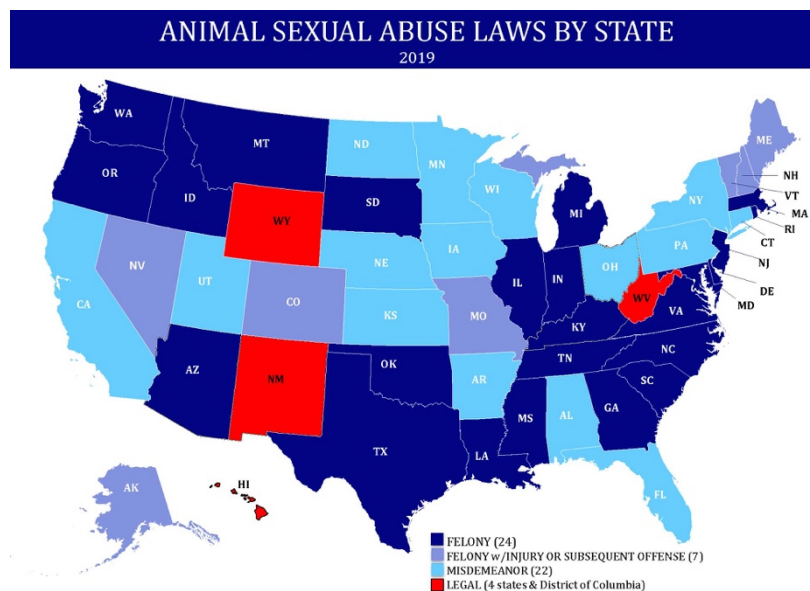 ANIMAL SEXUAL ABUSE LAWS BY STATE
2019
WA
MT
ND
MN
ME
OR
ID
SD
WI
NH
VT
WY
MI
NY
MA
RI
IA
CT
NE
PA
NV
UT
IL
IN
OH
NJ
CA
CO
KS
MO
WV
DE
VA
MD
KY
AZ
NM
OK
TN
NC
AR
SC
MS
AL
GA
TX
LA
FL
AK
HI
FELONY (24)
FELONY w/INJURY OR SUBSEQUENT OFFENSE (7)
MISDEMEANOR (22)
LEGAL (4 states & District of Columbia)